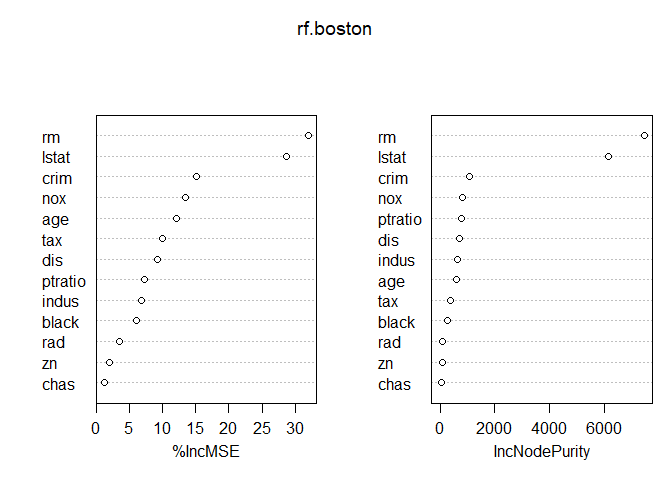 rf.boston
rm
lstat
crim
nox
age
tax
dis
ptratio
indus
black
rad
zn
chas
0 5 10 15 20 25 30
%IncMSE
rm
lstat
crim
nox
ptratio
dis
indus
age
tax
black
rad
zn
chas
0 2000 4000 6000
IncNodePurity